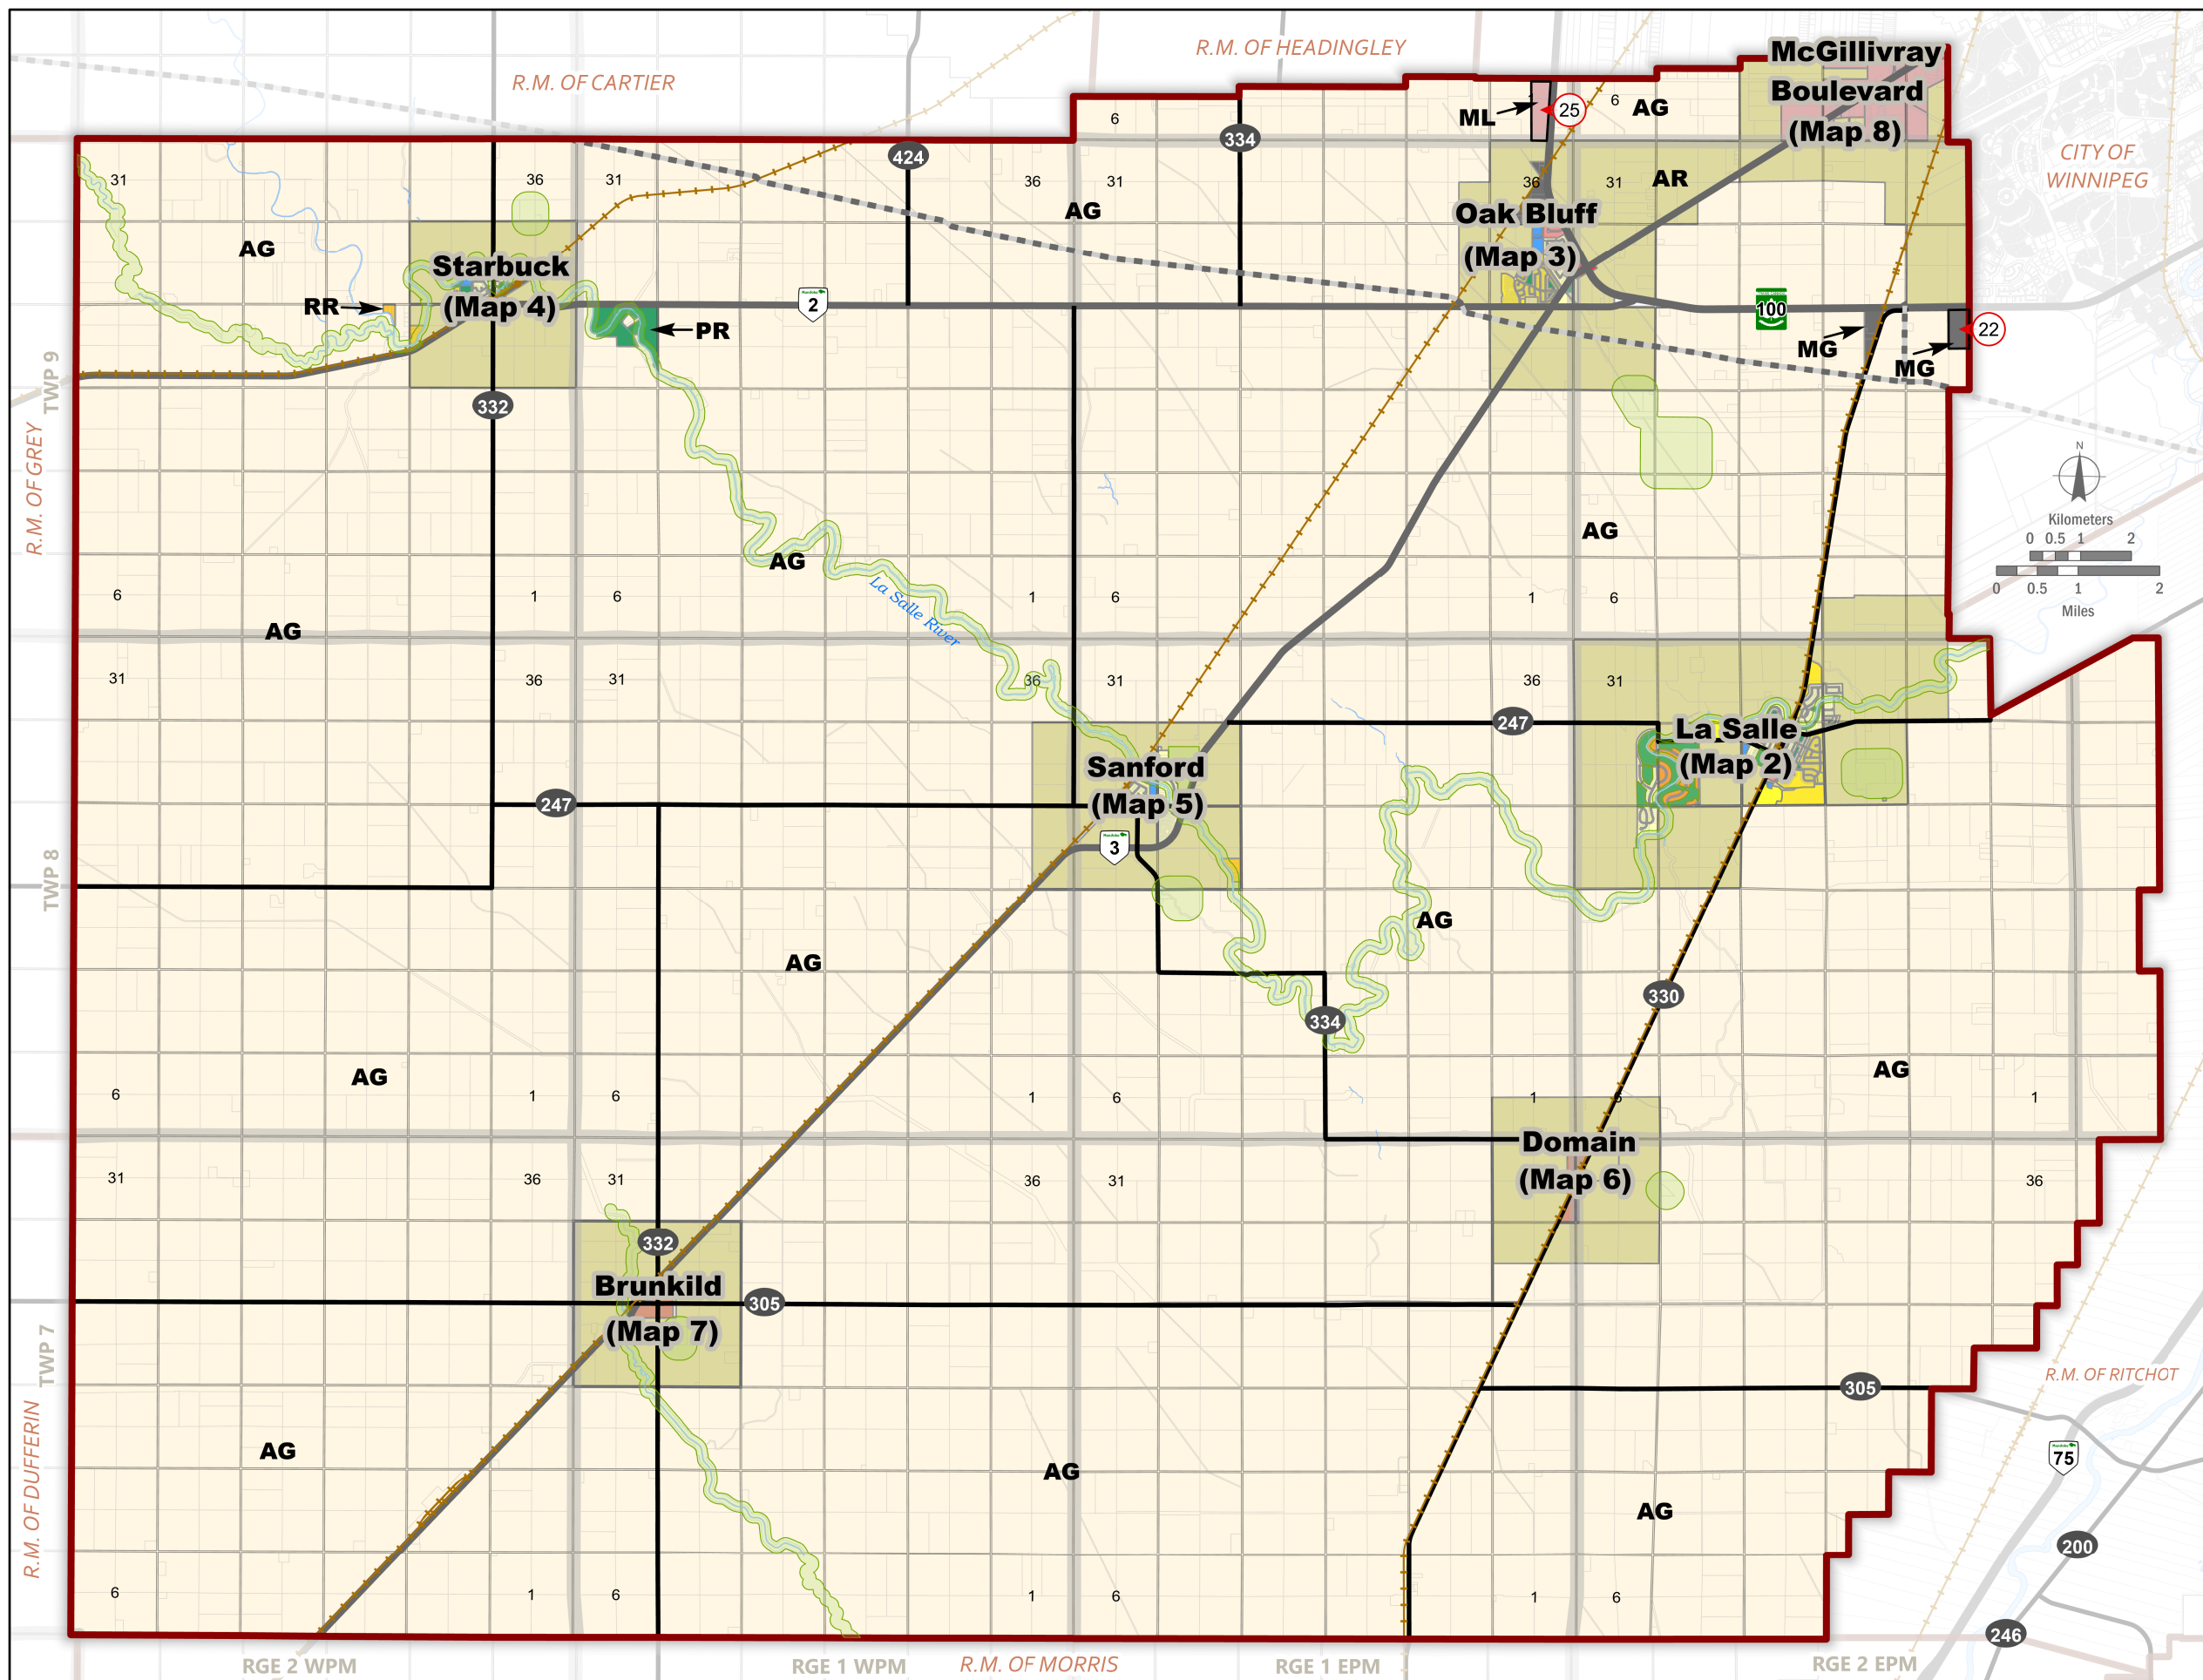 R.M. OF HEADINGLEY
R.M. OF CARTIER
McGillivray
Boulevard
(Map 8)
ML
25
6
AG
6
334
424
CITY OF
WINNIPEG
31
36
31
36
31
36
31
AR
AG
Oak Bluff
(Map 3)
AG
Starbuck
(Map 4)
RR
Manitoba
2
PR
100
MG
22
MG
TWP 9
332
R.M. OF GREY
N
Kilometers
0 0.5 1 2
0 0.5 1 2
Miles
AG
AG
La Salle River
6
1
6
1
6
1
6
AG
31
36
31
36
31
36
31
247
La Salle
(Map 2)
Sanford
(Map 5)
247
Manitoba
3
TWP 8
AG
AG
330
334
AG
AG
6
1
6
1
6
1
6
1
Domain
(Map 6)
31
36
31
36
31
36
332
Brunkild
(Map 7)
305
TWP 7
R.M. OF RITCHOT
305
R.M. OF DUFFERIN
AG
AG
Manitoba
75
AG
200
6
1
6
1
6
1
6
246
RGE 2 WPM
RGE 1 WPM
R.M. OF MORRIS
RGE 1 EPM
RGE 2 EPM